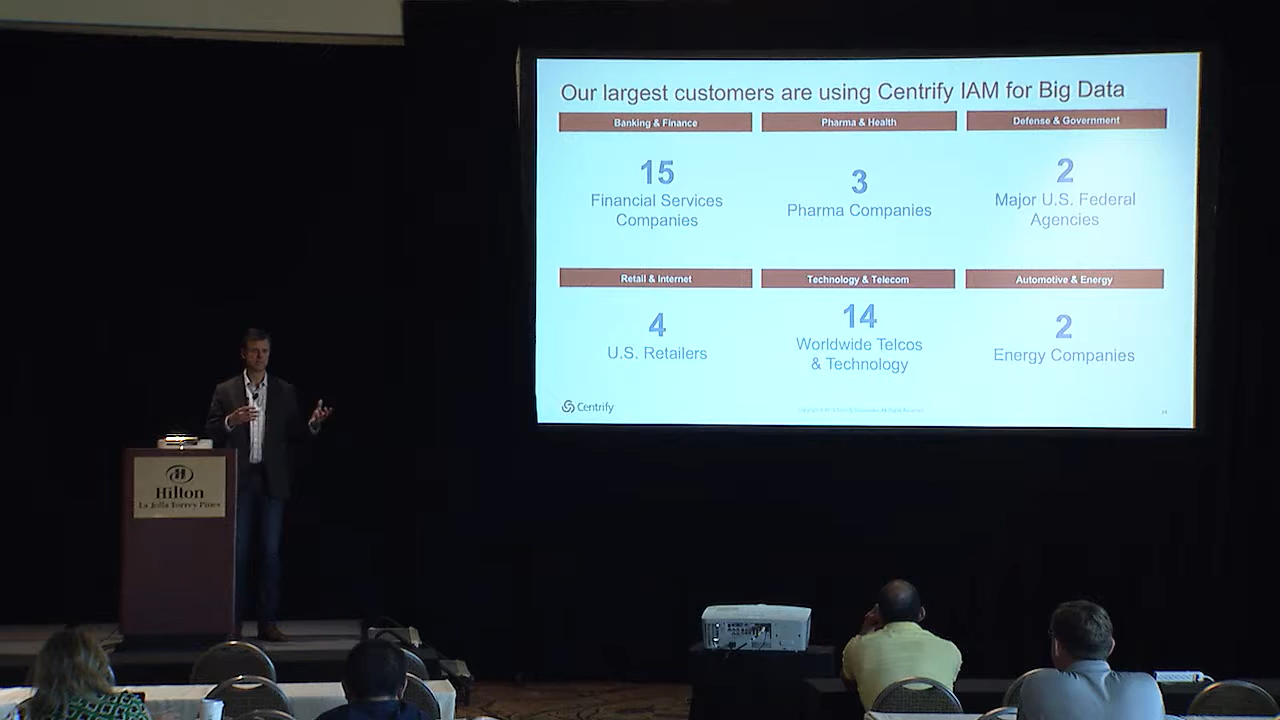 Our largest customers are using Centrify IAM for Big Data
Banking & Finance
15
Financial Services
Companies
Pharma & Health
3
Pharma Companies
Defense & Government
2
Major U.S. Federal
Agencies
Retail & Internet
4
U.S. Retailers
Technology & Telecom
14
Worldwide Telcos
& Technology
Automotive & Energy
2
Energy Companies
Centrify
Hilton
La Jolla Torrey Pines